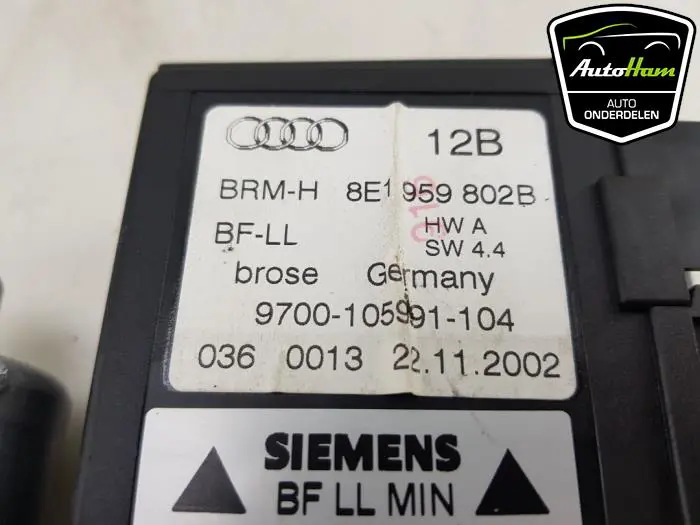 AutoHam
AUTO
ONDERDELEN
12B
BRM-H 8E1 959 802B
BF-LL HW A
SW 4.4
brose Germany
9700-105991-104
036 0013 22.11.2002
SIEMENS
BF LL MIN